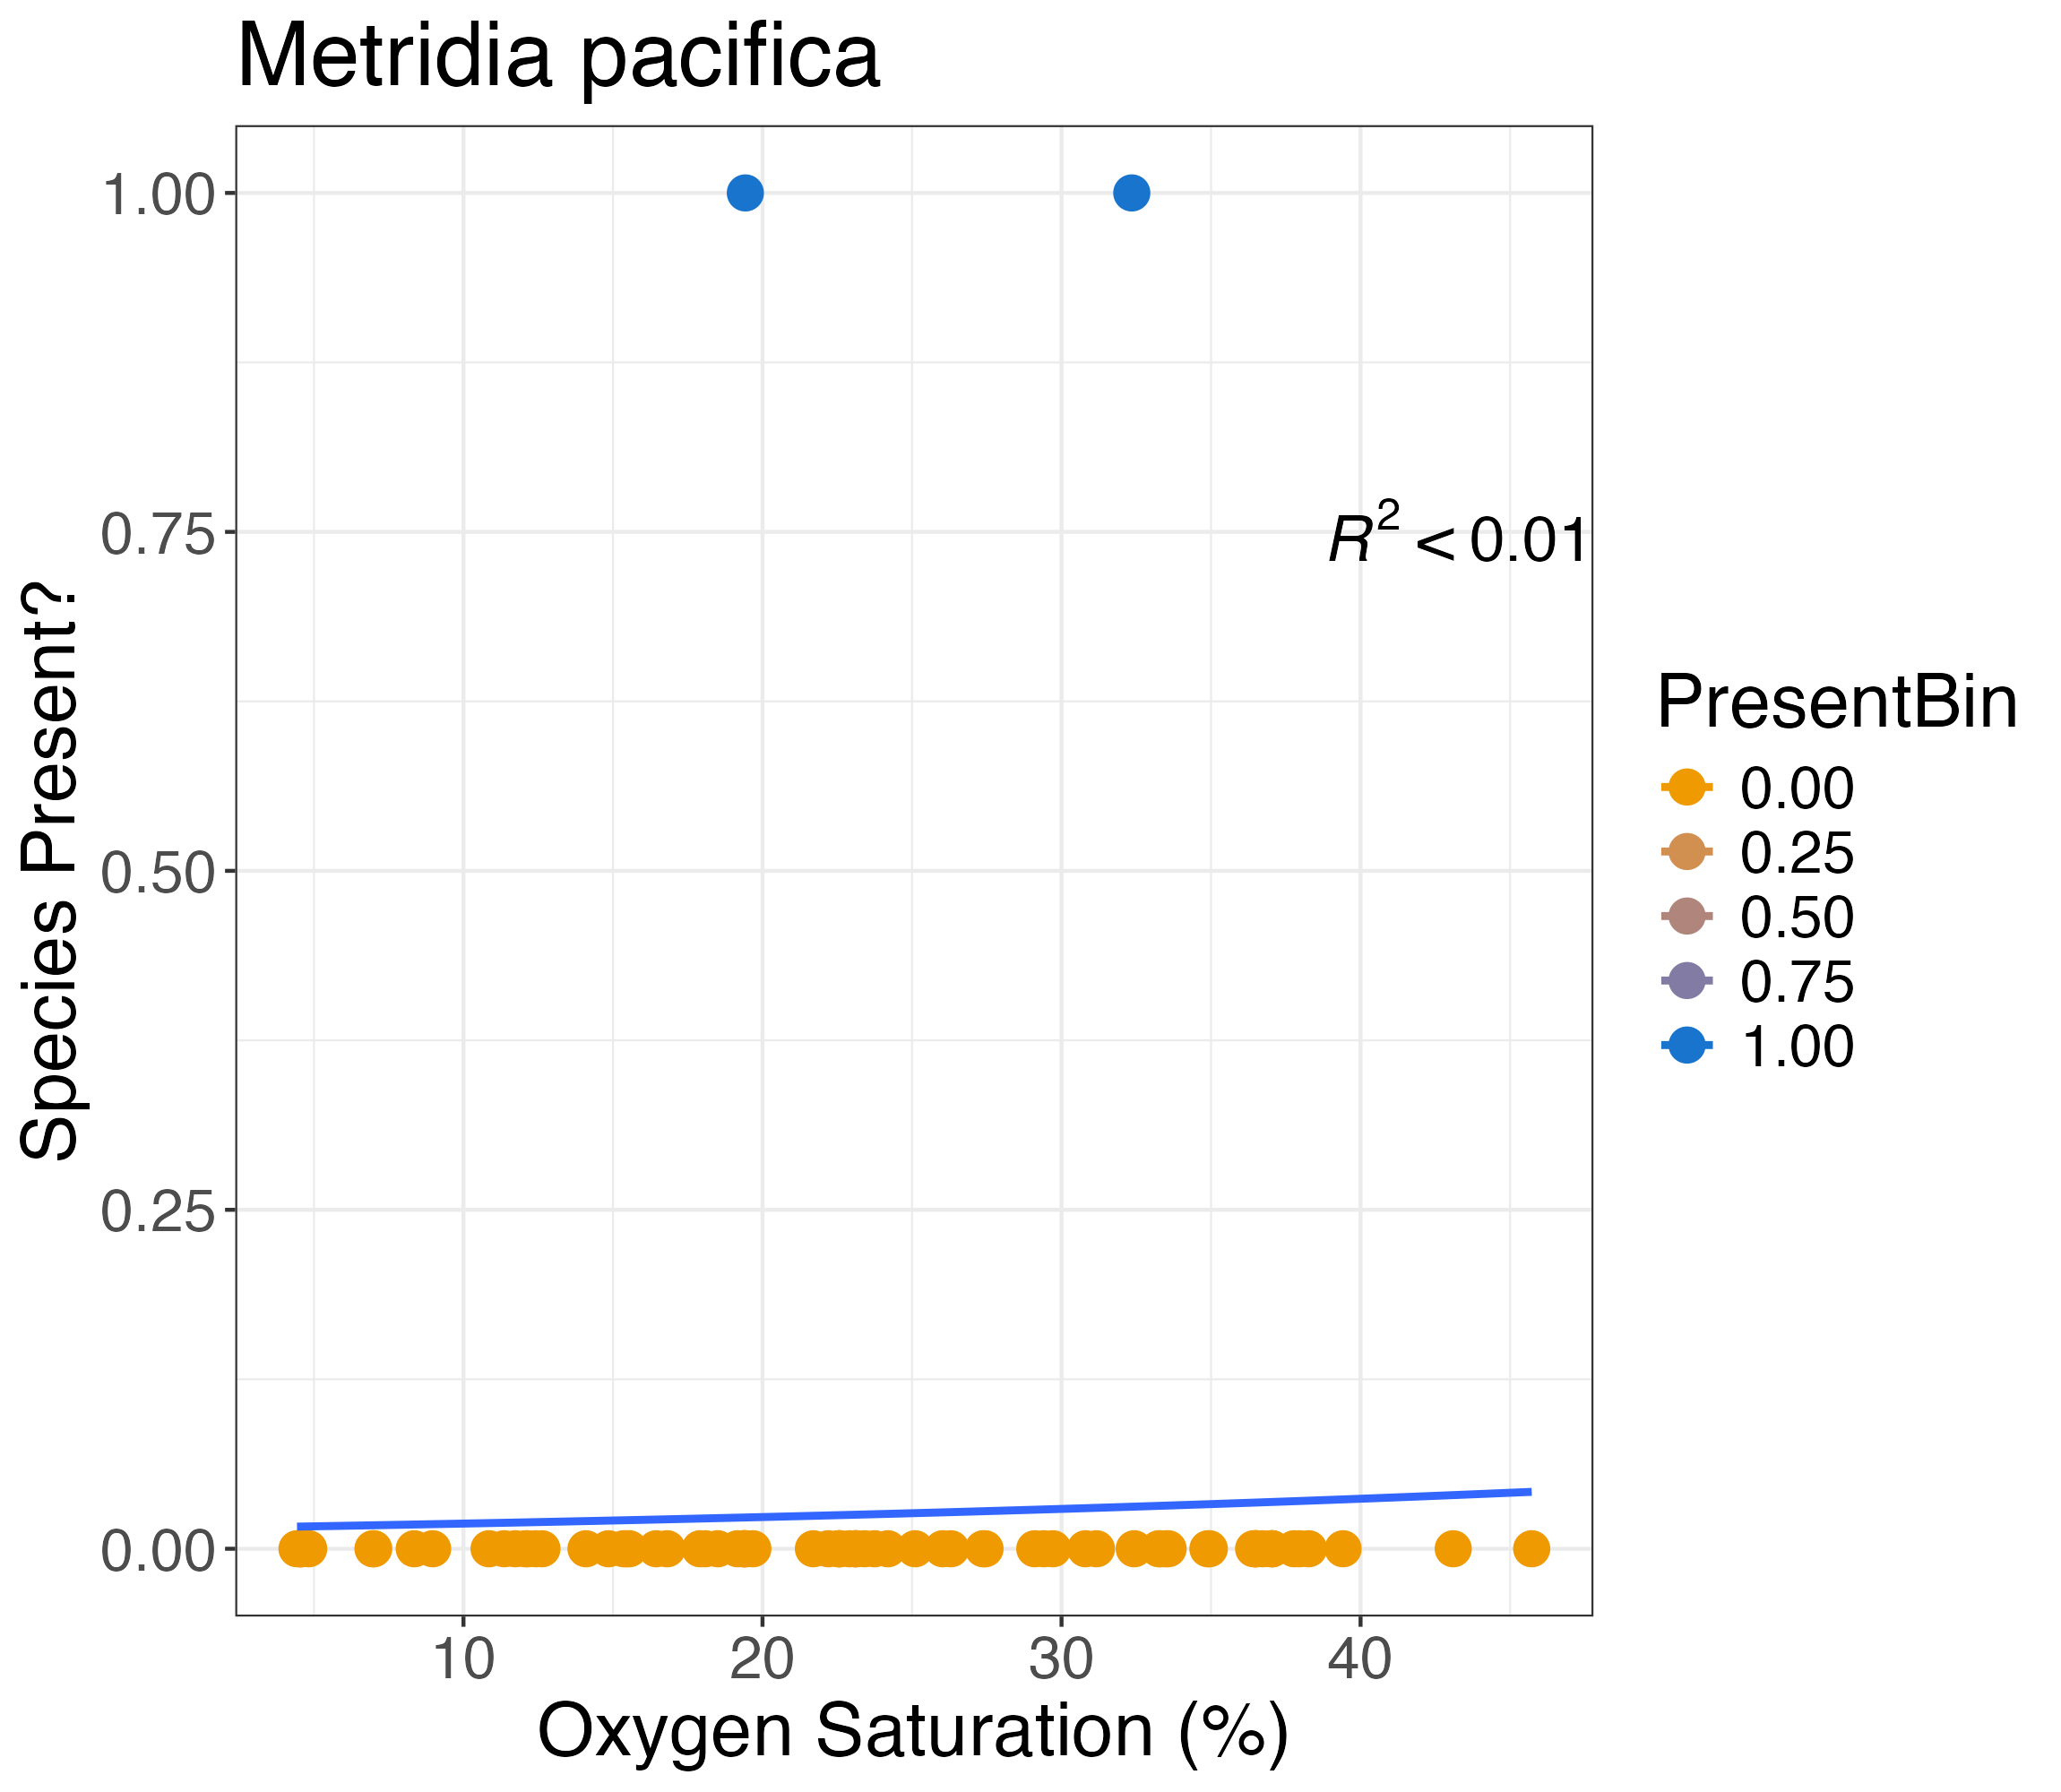 Metridia pacifica
1.00
0.75
0.50
0.25
0.00
Species Present?
R² < 0.01
10 20 30 40
Oxygen Saturation (%)
PresentBin
0.00
0.25
0.50
0.75
1.00